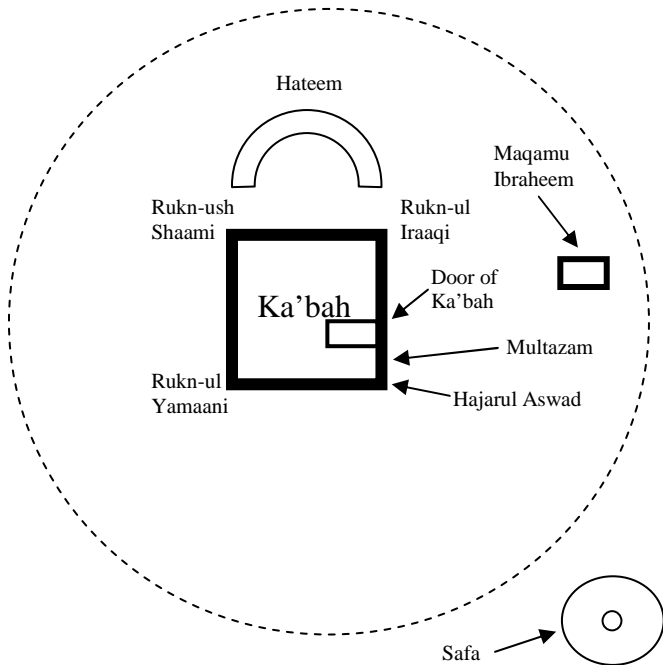 Hateem
Maqamu
Ibraheem
Rukn-ush
Shaami
Rukn-ul
Iraaqi
Door of
Ka’bah
Ka’bah
Multazam
Rukn-ul
Yamaani
Hajarul Aswad
Safa